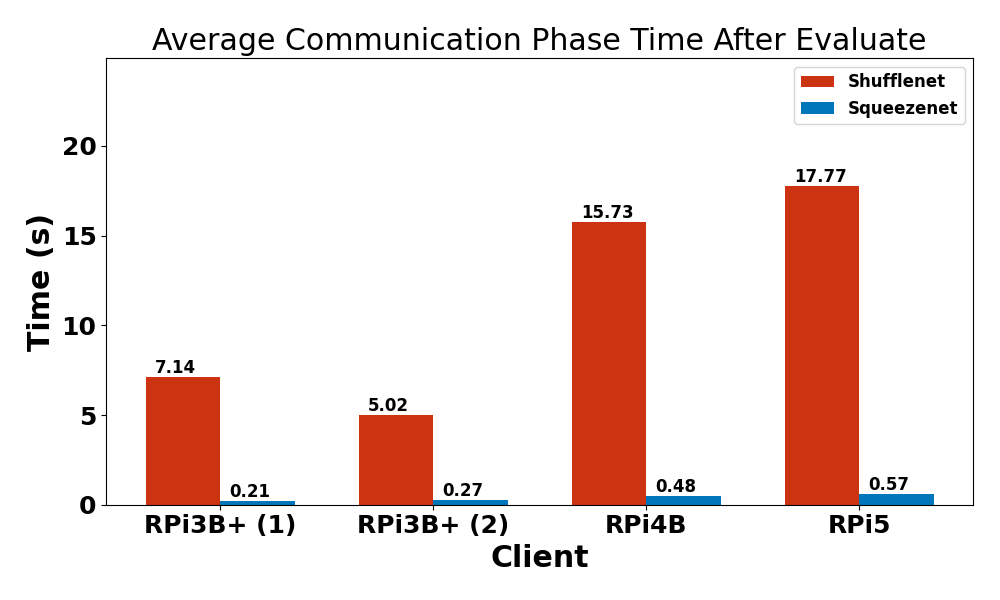 Average Communication Phase Time After Evaluate
Shufflenet
Squeezenet
Time (s)
20
15
10
5
0
7.14
0.21
5.02
0.27
15.73
0.48
17.77
0.57
RPi3B+ (1)
RPi3B+ (2)
RPi4B
RPi5
Client